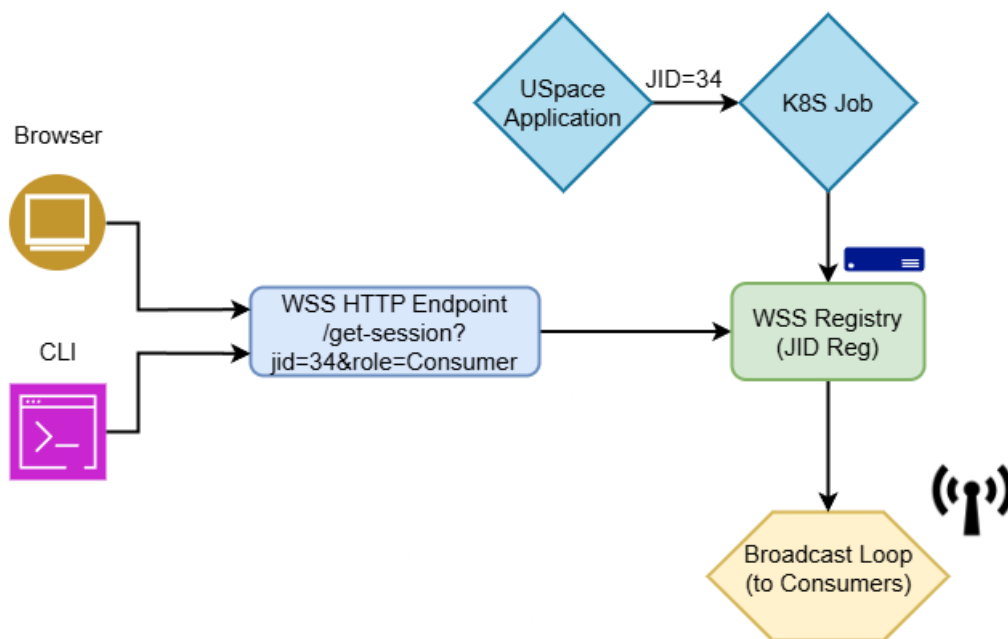 USpace
Application
JID=34
K8S Job
Browser
CLI
WSS HTTP Endpoint
/get-session?
jid=34&role=Consumer
WSS Registry
(JID Reg)
Broadcast Loop
(to Consumers)